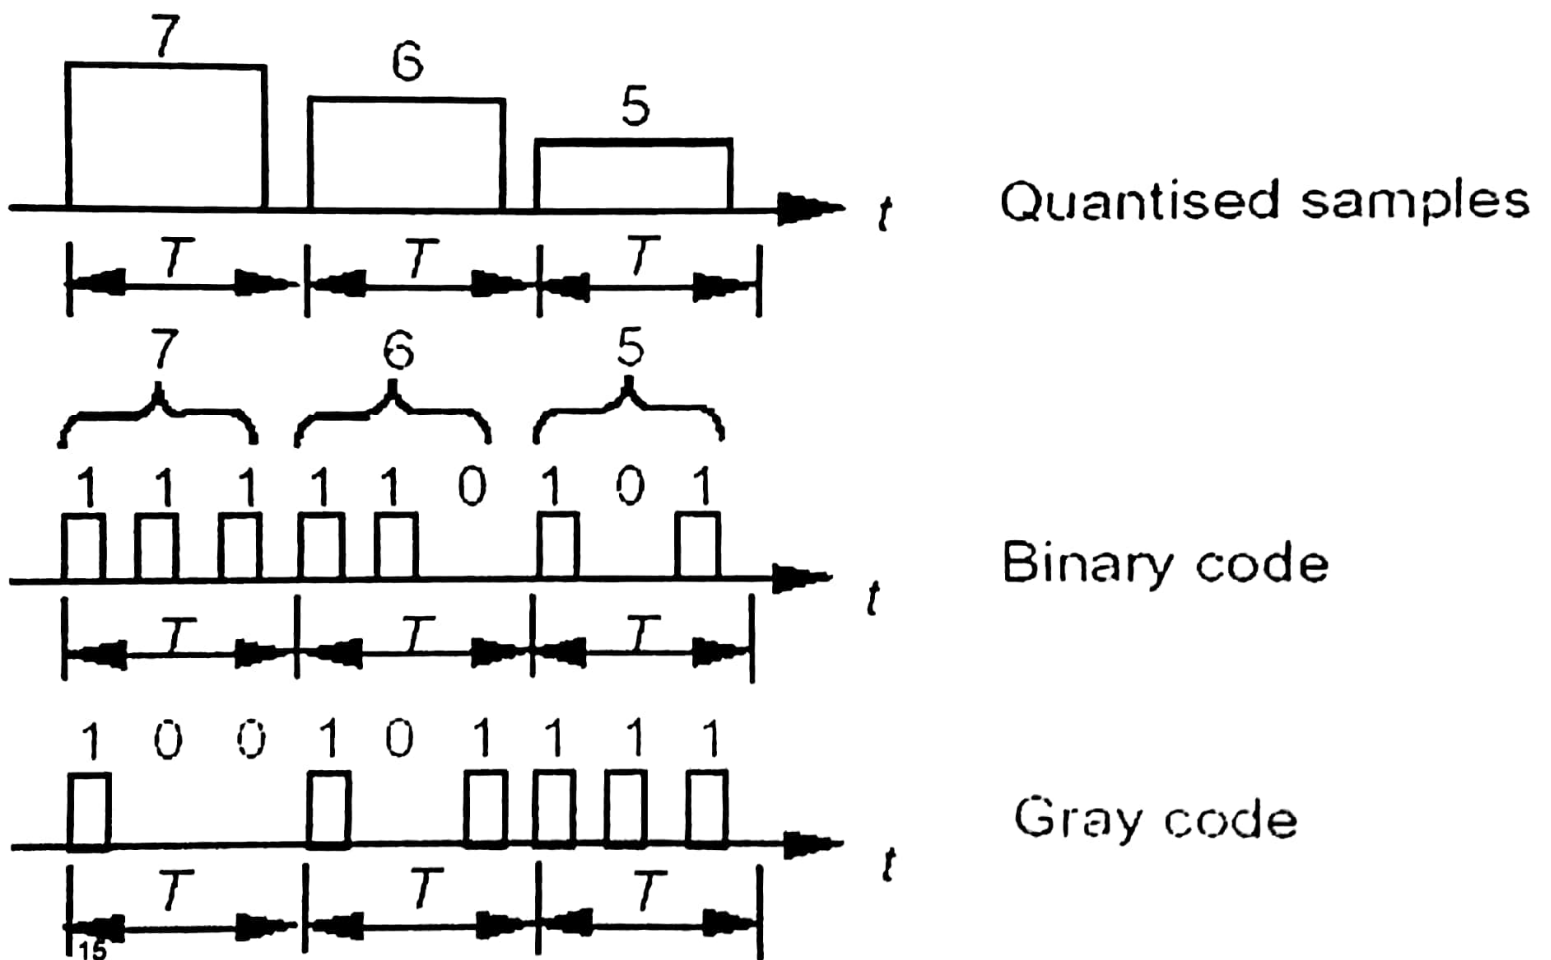 7
6
5
t
Quantised samples
T T T
7 6 5
1 1 1 1 1 0 1 0 1
Binary code
t
T T T
1 0 0 1 0 1 1 1 1
Gray code
t
T T T
15